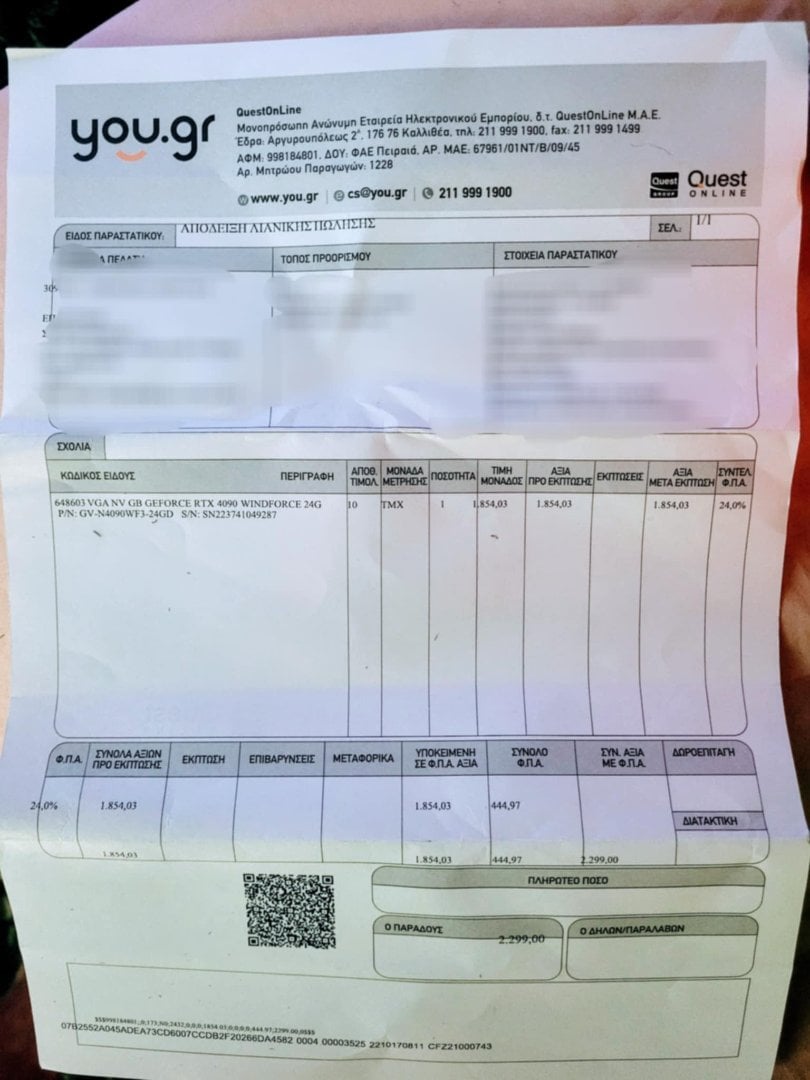 you.gr
QuestOnLine
Μονοπρόσωπη Ανώνυμη Εταιρεία Ηλεκτρονικού Εμπορίου, δ.τ. QuestOnLine Μ.Α.Ε.
Έδρα: Αργυρουπόλεως 2ᴬ, 176 76 Καλλιθέα, τηλ: 211 999 1900, fax: 211 999 1499
ΑΦΜ: 998184801, ΔΟΥ: ΦΑΕ Πειραιά, ΑΡ. ΜΑΕ: 67961/01ΝΤ/Β/09/45
Αρ. Μητρώου Παραγωγών: 1228
www.you.gr | cs@you.gr | 211 999 1900
Quest GROUP
Quest ONLINE
ΕΙΔΟΣ ΠΑΡΑΣΤΑΤΙΚΟΥ: ΑΠΟΔΕΙΞΗ ΛΙΑΝΙΚΗΣ ΠΩΛΗΣΗΣ ΣΕΛ.: 1/1
ΤΟΠΟΣ ΠΡΟΟΡΙΣΜΟΥ ΣΤΟΙΧΕΙΑ ΠΑΡΑΣΤΑΤΙΚΟΥ
ΣΧΟΛΙΑ
ΚΩΔΙΚΟΣ ΕΙΔΟΥΣ ΠΕΡΙΓΡΑΦΗ ΑΠΟΘ. ΤΙΜΟΛ. ΜΟΝΑΔΑ ΜΕΤΡΗΣΗΣ ΠΟΣΟΤΗΤΑ ΤΙΜΗ ΜΟΝΑΔΟΣ ΑΞΙΑ ΠΡΟ ΕΚΠΤΩΣΗΣ ΕΚΠΤΩΣΕΙΣ ΑΞΙΑ ΜΕΤΑ ΕΚΠΤΩΣΗ ΣΥΝΤΕΛ. Φ.Π.Α.
648603 VGA NV GB GEFORCE RTX 4090 WINDFORCE 24G 10 ΤΜΧ 1 1.854,03 1.854,03 1.854,03 24,0%
P/N: GV-N4090WF3-24GD S/N: SN223741049287
Φ.Π.Α. ΣΥΝΟΛΑ ΑΞΙΩΝ ΠΡΟ ΕΚΠΤΩΣΗΣ ΕΚΠΤΩΣΗ ΕΠΙΒΑΡΥΝΣΕΙΣ ΜΕΤΑΦΟΡΙΚΑ ΥΠΟΚΕΙΜΕΝΗ ΣΕ Φ.Π.Α. ΑΞΙΑ ΣΥΝΟΛΟ Φ.Π.Α. ΣΥΝ. ΑΞΙΑ ΜΕ Φ.Π.Α. ΔΩΡΟΕΠΙΤΑΓΗ
24,0% 1.854,03 1.854,03 444,97
ΔΙΑΤΑΚΤΙΚΗ
1.854,03 1.854,03 444,97 2.299,00
ΠΛΗΡΩΤΕΟ ΠΟΣΟ
Ο ΠΑΡΑΔΟΥΣ Ο ΔΗΛΩΝ/ΠΑΡΑΛΑΒΩΝ
2.299,00
07B2552A045ADEA73CD6007CCDB2F20266DA4582 0004 00003525 2210170811 CFZ21000743